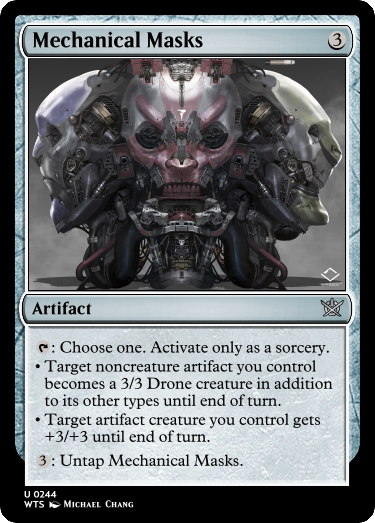 Mechanical Masks 3
Artifact
: Choose one. Activate only as a sorcery.
• Target noncreature artifact you control
becomes a 3/3 Drone creature in addition
to its other types until end of turn.
• Target artifact creature you control gets
+3/+3 until end of turn.
3 : Untap Mechanical Masks.
U 0244
WTS Michael Chang